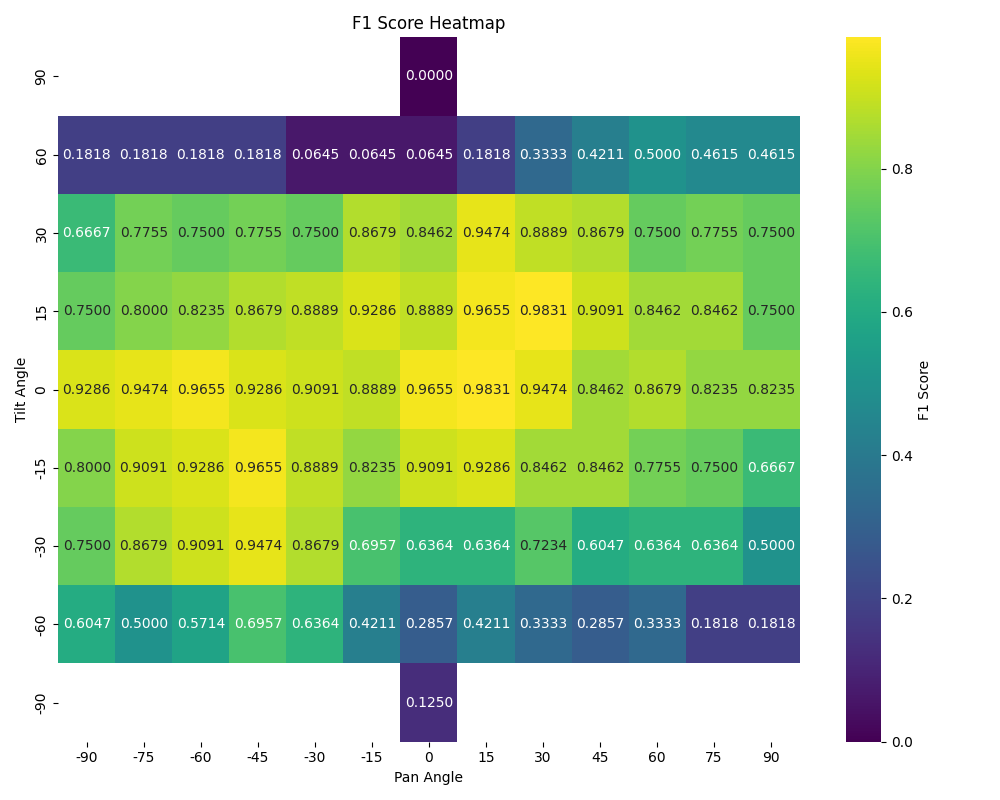 F1 Score Heatmap
90
0.0000
60
0.1818 0.1818 0.1818 0.1818 0.0645 0.0645 0.0645 0.1818 0.3333 0.4211 0.5000 0.4615 0.4615
30
0.6667 0.7755 0.7500 0.7755 0.7500 0.8679 0.8462 0.9474 0.8889 0.8679 0.7500 0.7755 0.7500
15
0.7500 0.8000 0.8235 0.8679 0.8889 0.9286 0.8889 0.9655 0.9831 0.9091 0.8462 0.8462 0.7500
0
0.9286 0.9474 0.9655 0.9286 0.9091 0.8889 0.9655 0.9831 0.9474 0.8462 0.8679 0.8235 0.8235
-15
0.8000 0.9091 0.9286 0.9655 0.8889 0.8235 0.9091 0.9286 0.8462 0.8462 0.7755 0.7500 0.6667
-30
0.7500 0.8679 0.9091 0.9474 0.8679 0.6957 0.6364 0.6364 0.7234 0.6047 0.6364 0.6364 0.5000
-60
0.6047 0.5000 0.5714 0.6957 0.6364 0.4211 0.2857 0.4211 0.3333 0.2857 0.3333 0.1818 0.1818
-90
0.1250
-90 -75 -60 -45 -30 -15 0 15 30 45 60 75 90
Pan Angle
Tilt Angle
0.8
0.6
0.4
0.2
0.0
F1 Score